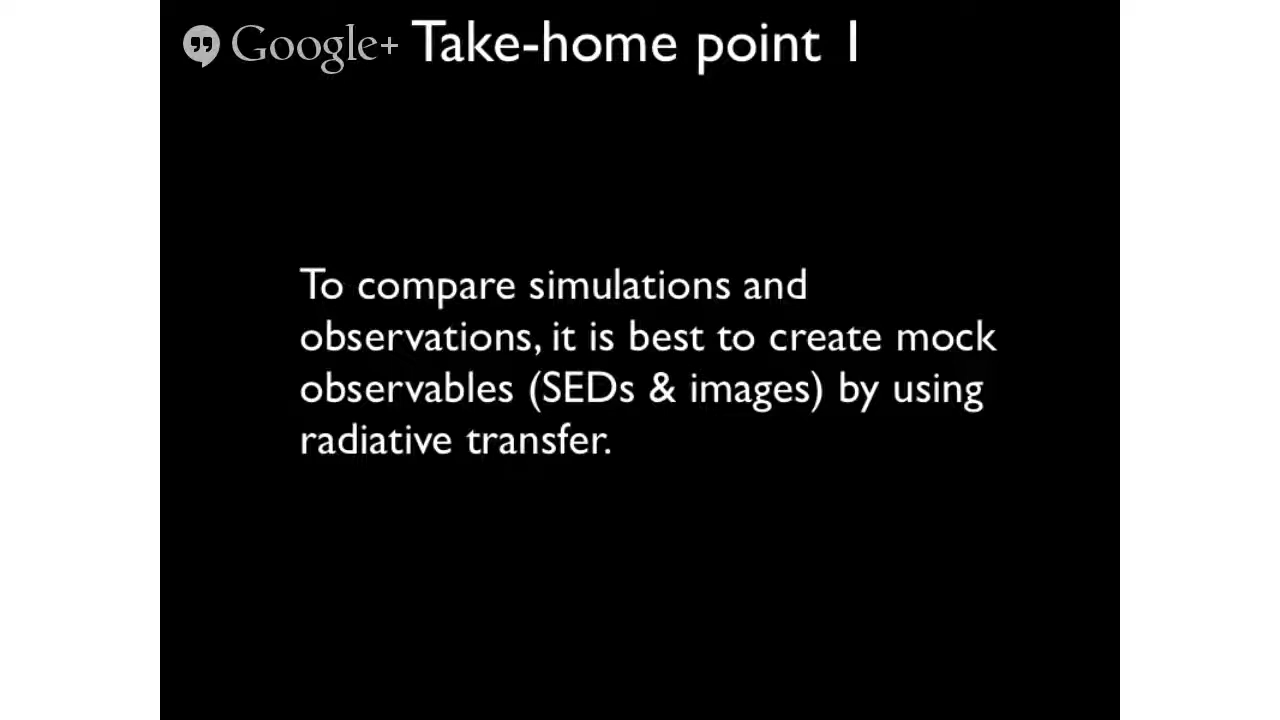 Google+ Take-home point 1
To compare simulations and
observations, it is best to create mock
observables (SEDs & images) by using
radiative transfer.